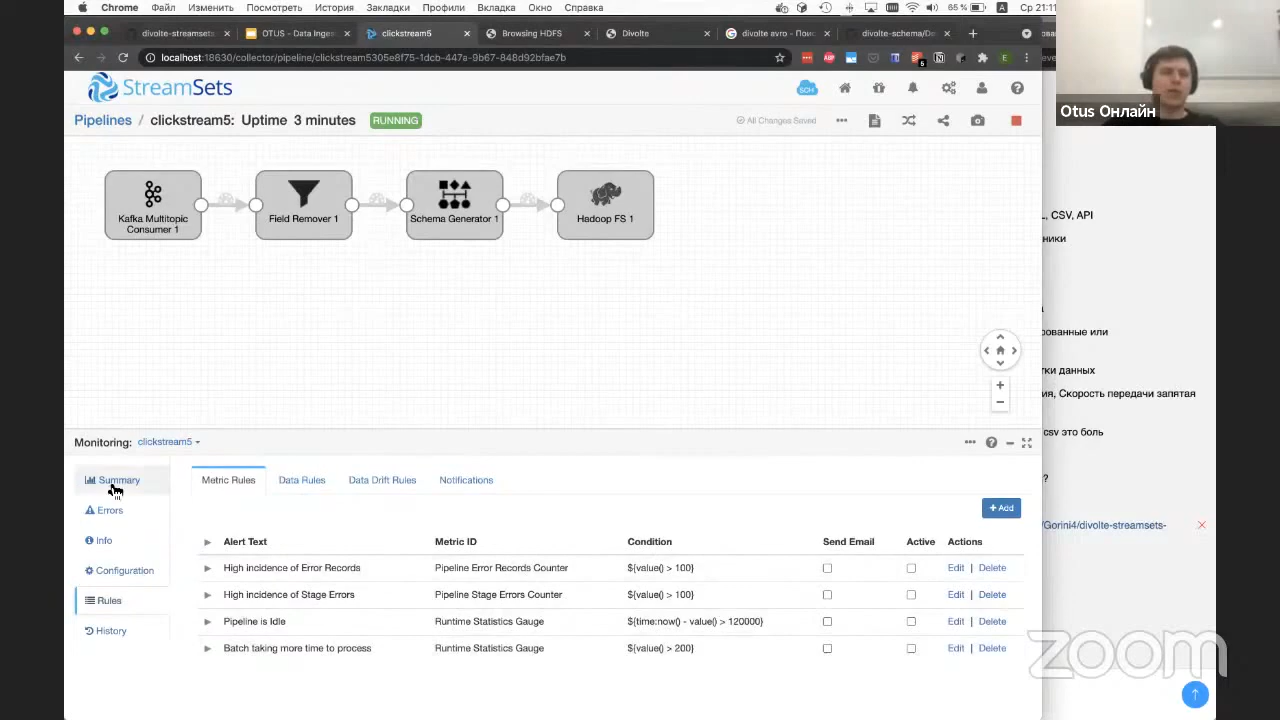 Chrome Файл Изменить Посмотреть История Закладки Профили Вкладка Окно Справка 65 % A Ср 21:11
divolte-streamsets
OTUS - Data Inges
clickstream5
Browsing HDFS
Divolte
divolte avro - Поис
divolte-schema/De
localhost:18630/collector/pipeline/clickstream5305e8f75-1dcb-447a-9b67-848d92bfae7b
StreamSets
SCH
Otus Онлайн
Pipelines / clickstream5: Uptime 3 minutes RUNNING
All Changes Saved
Kafka Multitopic
Consumer 1
Field Remover 1
Schema Generator 1
Hadoop FS 1
L, CSV, API
ники
рованные или
тки данных
ия, Скорость передачи запятая
csv это боль
?
/Gorini4/divolte-streamsets-
Monitoring: clickstream5
Summary
Errors
Info
Configuration
Rules
History
Metric Rules Data Rules Data Drift Rules Notifications
+ Add
Alert Text Metric ID Condition Send Email Active Actions
High incidence of Error Records Pipeline Error Records Counter ${value() > 100} Edit | Delete
High incidence of Stage Errors Pipeline Stage Errors Counter ${value() > 100} Edit | Delete
Pipeline is Idle Runtime Statistics Gauge ${time:now() - value() > 120000} Edit | Delete
Batch taking more time to process Runtime Statistics Gauge ${value() > 200} Edit | Delete
zoom